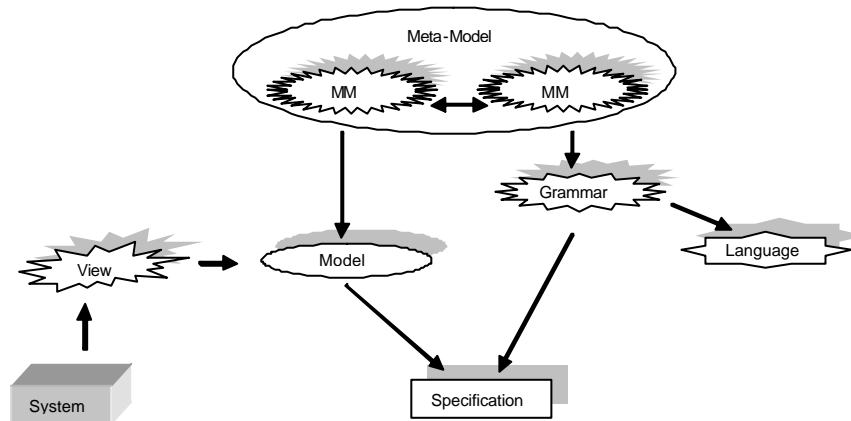 Meta-Model
MM
MM
Grammar
Language
View
Model
System
Specification